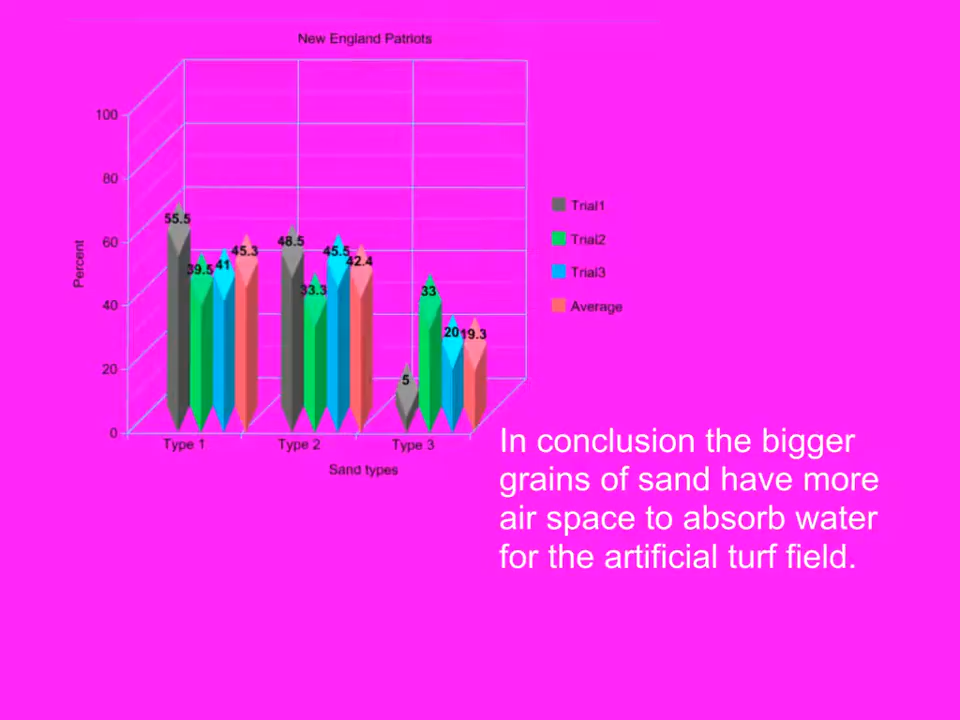 New England Patriots
100
80
60
40
20
0
Percent
55.5
39.5
41
45.3
48.5
33.3
45.5
42.4
5
33
20
19.3
Type 1
Type 2
Type 3
Sand types
Trial1
Trial2
Trial3
Average
In conclusion the bigger
grains of sand have more
air space to absorb water
for the artificial turf field.